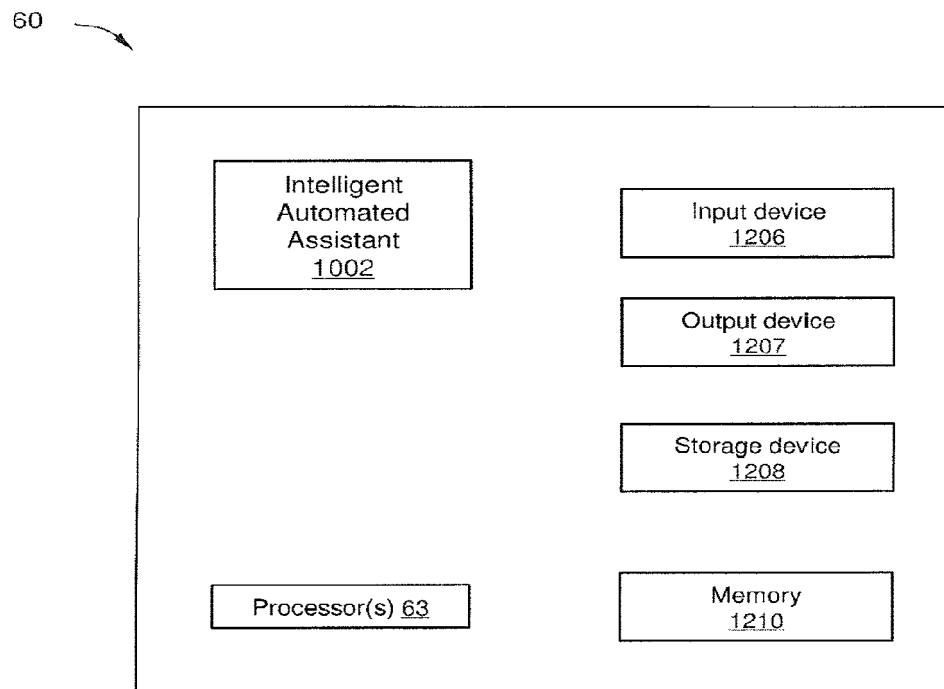 60
Intelligent
Automated
Assistant
1002
Input device
1206
Output device
1207
Storage device
1208
Processor(s) 63
Memory
1210